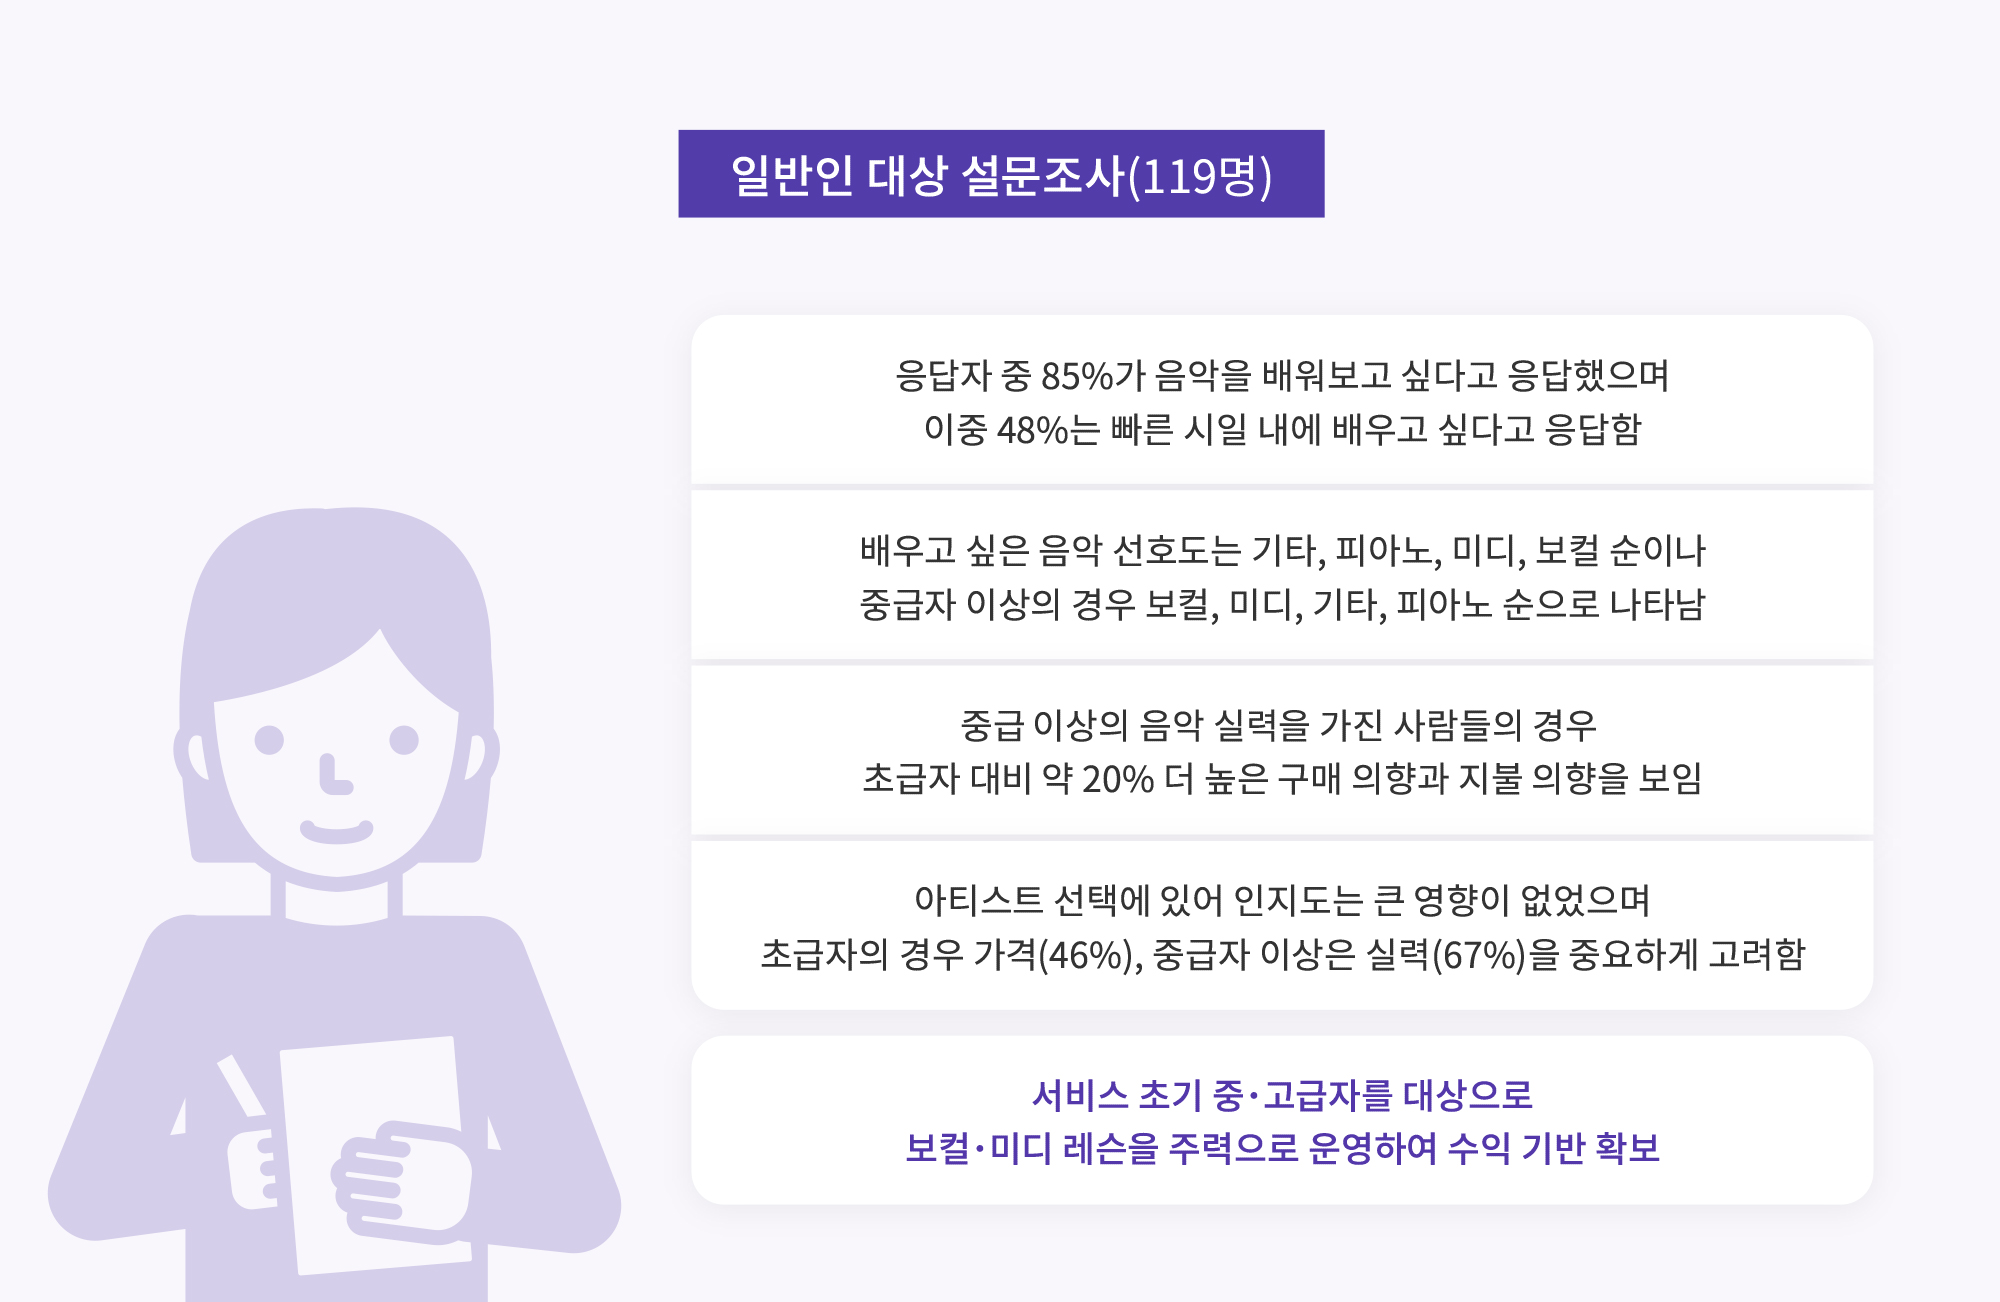 일반인 대상 설문조사(119명)
응답자 중 85%가 음악을 배워보고 싶다고 응답했으며
이중 48%는 빠른 시일 내에 배우고 싶다고 응답함
배우고 싶은 음악 선호도는 기타, 피아노, 미디, 보컬 순이나
중급자 이상의 경우 보컬, 미디, 기타, 피아노 순으로 나타남
중급 이상의 음악 실력을 가진 사람들의 경우
초급자 대비 약 20% 더 높은 구매 의향과 지불 의향을 보임
아티스트 선택에 있어 인지도는 큰 영향이 없었으며
초급자의 경우 가격(46%), 중급자 이상은 실력(67%)을 중요하게 고려함
서비스 초기 중·고급자를 대상으로
보컬·미디 레슨을 주력으로 운영하여 수익 기반 확보